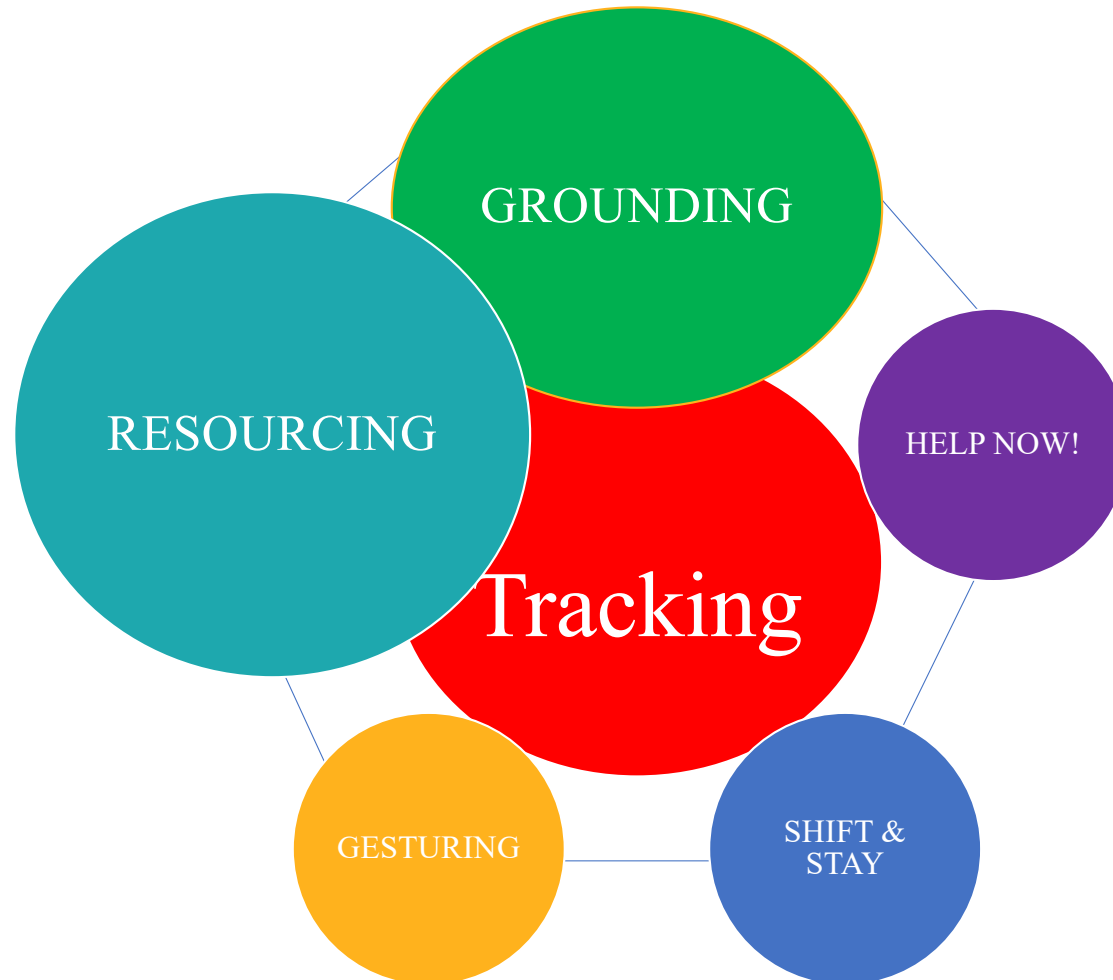 GROUNDING
RESOURCING
HELP NOW!
Tracking
GESTURING
SHIFT &
STAY